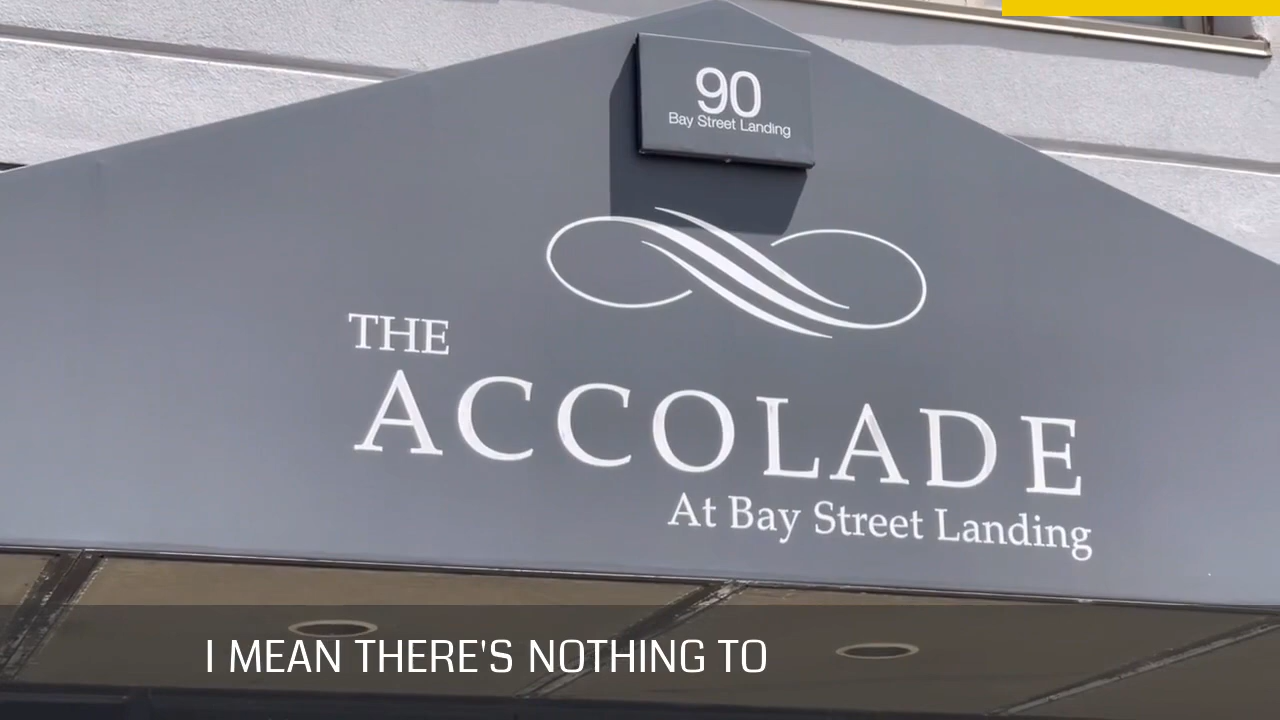 90
Bay Street Landing
THE
ACCOLADE
At Bay Street Landing
I MEAN THERE'S NOTHING TO